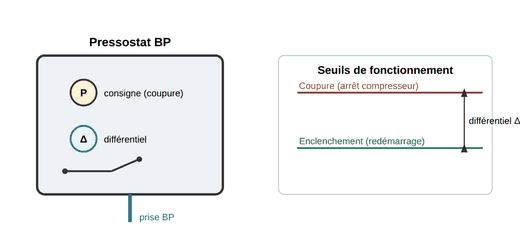 Pressostat BP
P consigne (coupure)
Δ différentiel
prise BP
Seuils de fonctionnement
Coupure (arrêt compresseur)
différentiel Δ
Enclenchement (redémarrage)